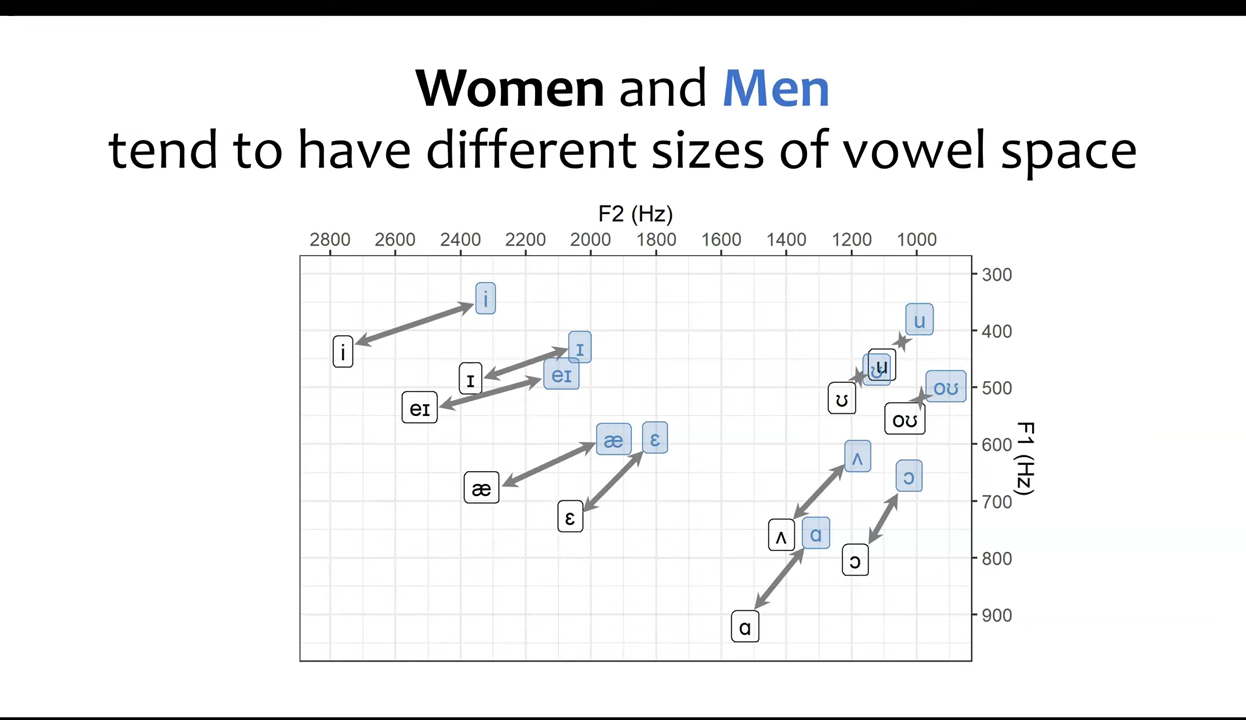 Women and Men
tend to have different sizes of vowel space
F2 (Hz)
2800 2600 2400 2200 2000 1800 1600 1400 1200 1000
300
400
500
600
700
800
900
F1 (Hz)
i
u
i
ɪ
u
ʊ
ɪ
eɪ
oʊ
ʊ
eɪ
oʊ
æ
ɛ
ʌ
ɔ
æ
ɛ
ʌ
ɑ
ɔ
ɑ